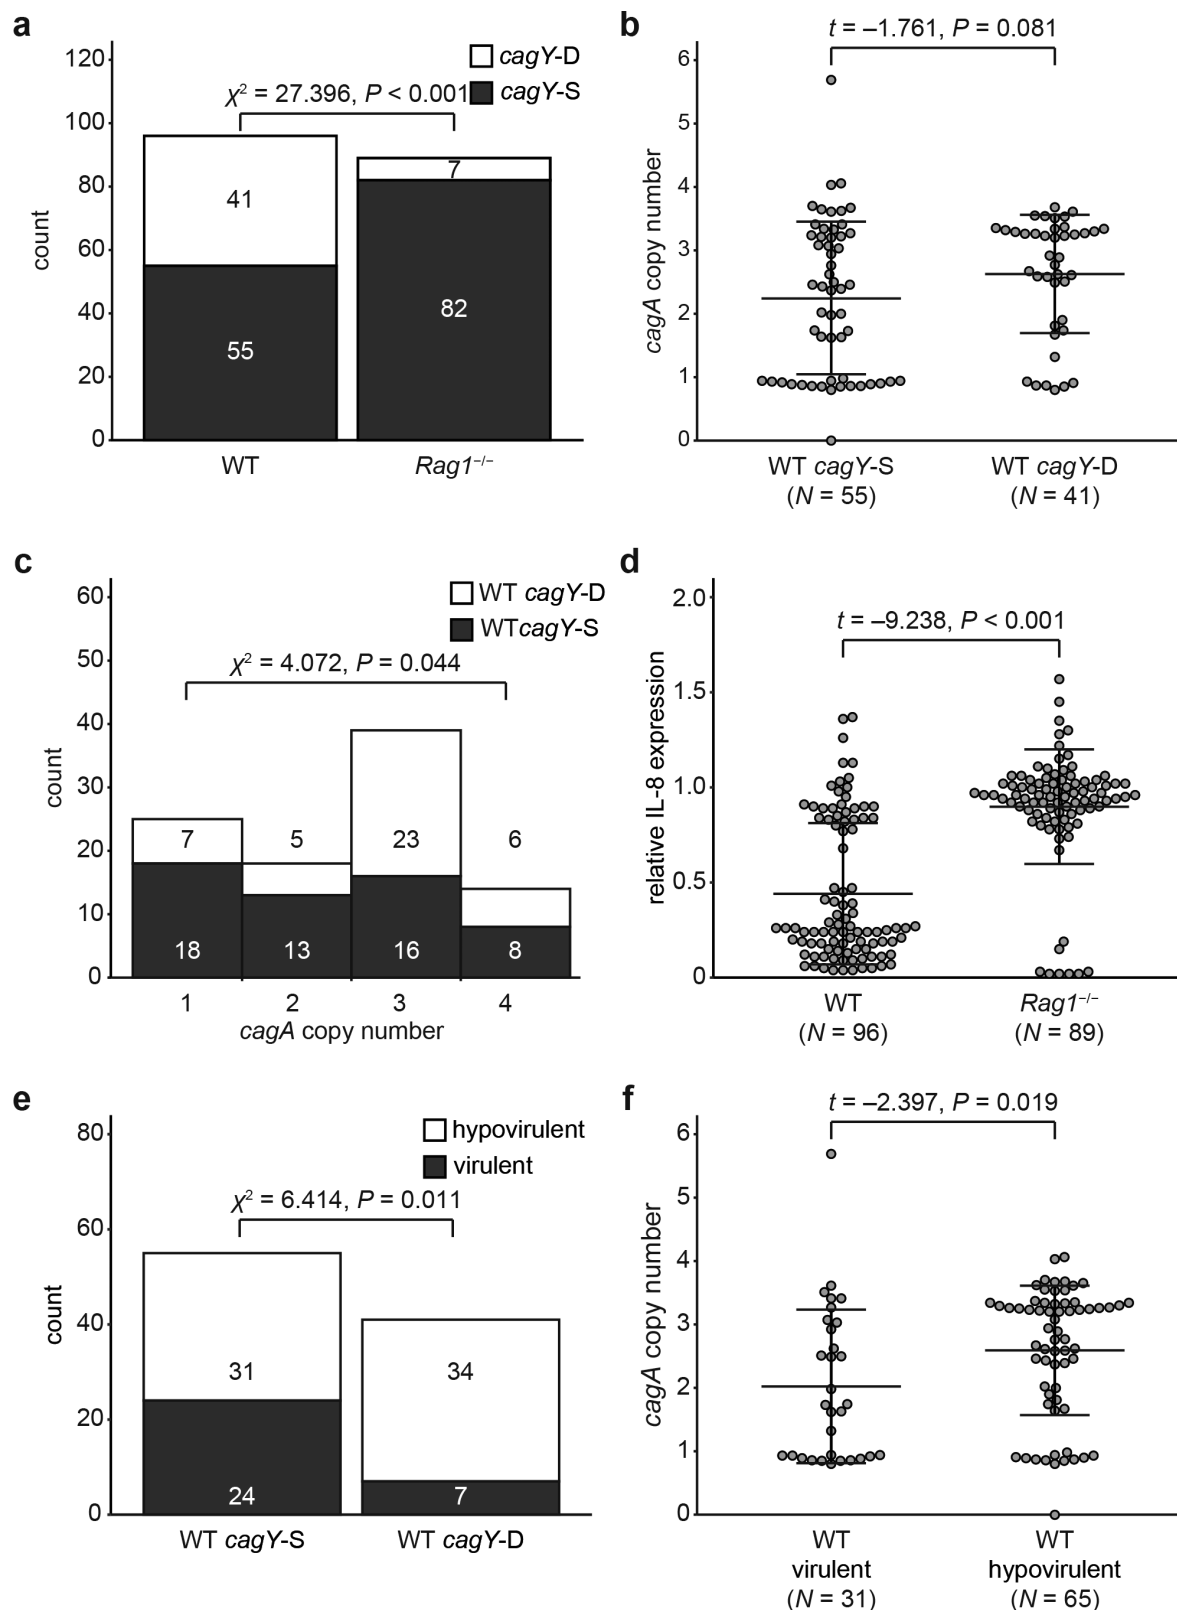 a
cagY-D
cagY-S
χ² = 27.396, P < 0.001
120
100
80
60
40
20
0
count
41
55
7
82
WT
Rag1⁻/⁻
b
t = –1.761, P = 0.081
6
5
4
3
2
1
0
cagA copy number
WT cagY-S
(N = 55)
WT cagY-D
(N = 41)
c
WT cagY-D
WTcagY-S
χ² = 4.072, P = 0.044
60
50
40
30
20
10
0
count
7
5
23
6
18
13
16
8
1
2
3
4
cagA copy number
d
t = –9.238, P < 0.001
2.0
1.5
1.0
0.5
0
relative IL-8 expression
WT
(N = 96)
Rag1⁻/⁻
(N = 89)
e
hypovirulent
virulent
χ² = 6.414, P = 0.011
80
60
40
20
0
count
31
34
24
7
WT cagY-S
WT cagY-D
f
t = –2.397, P = 0.019
6
5
4
3
2
1
0
cagA copy number
WT
virulent
(N = 31)
WT
hypovirulent
(N = 65)